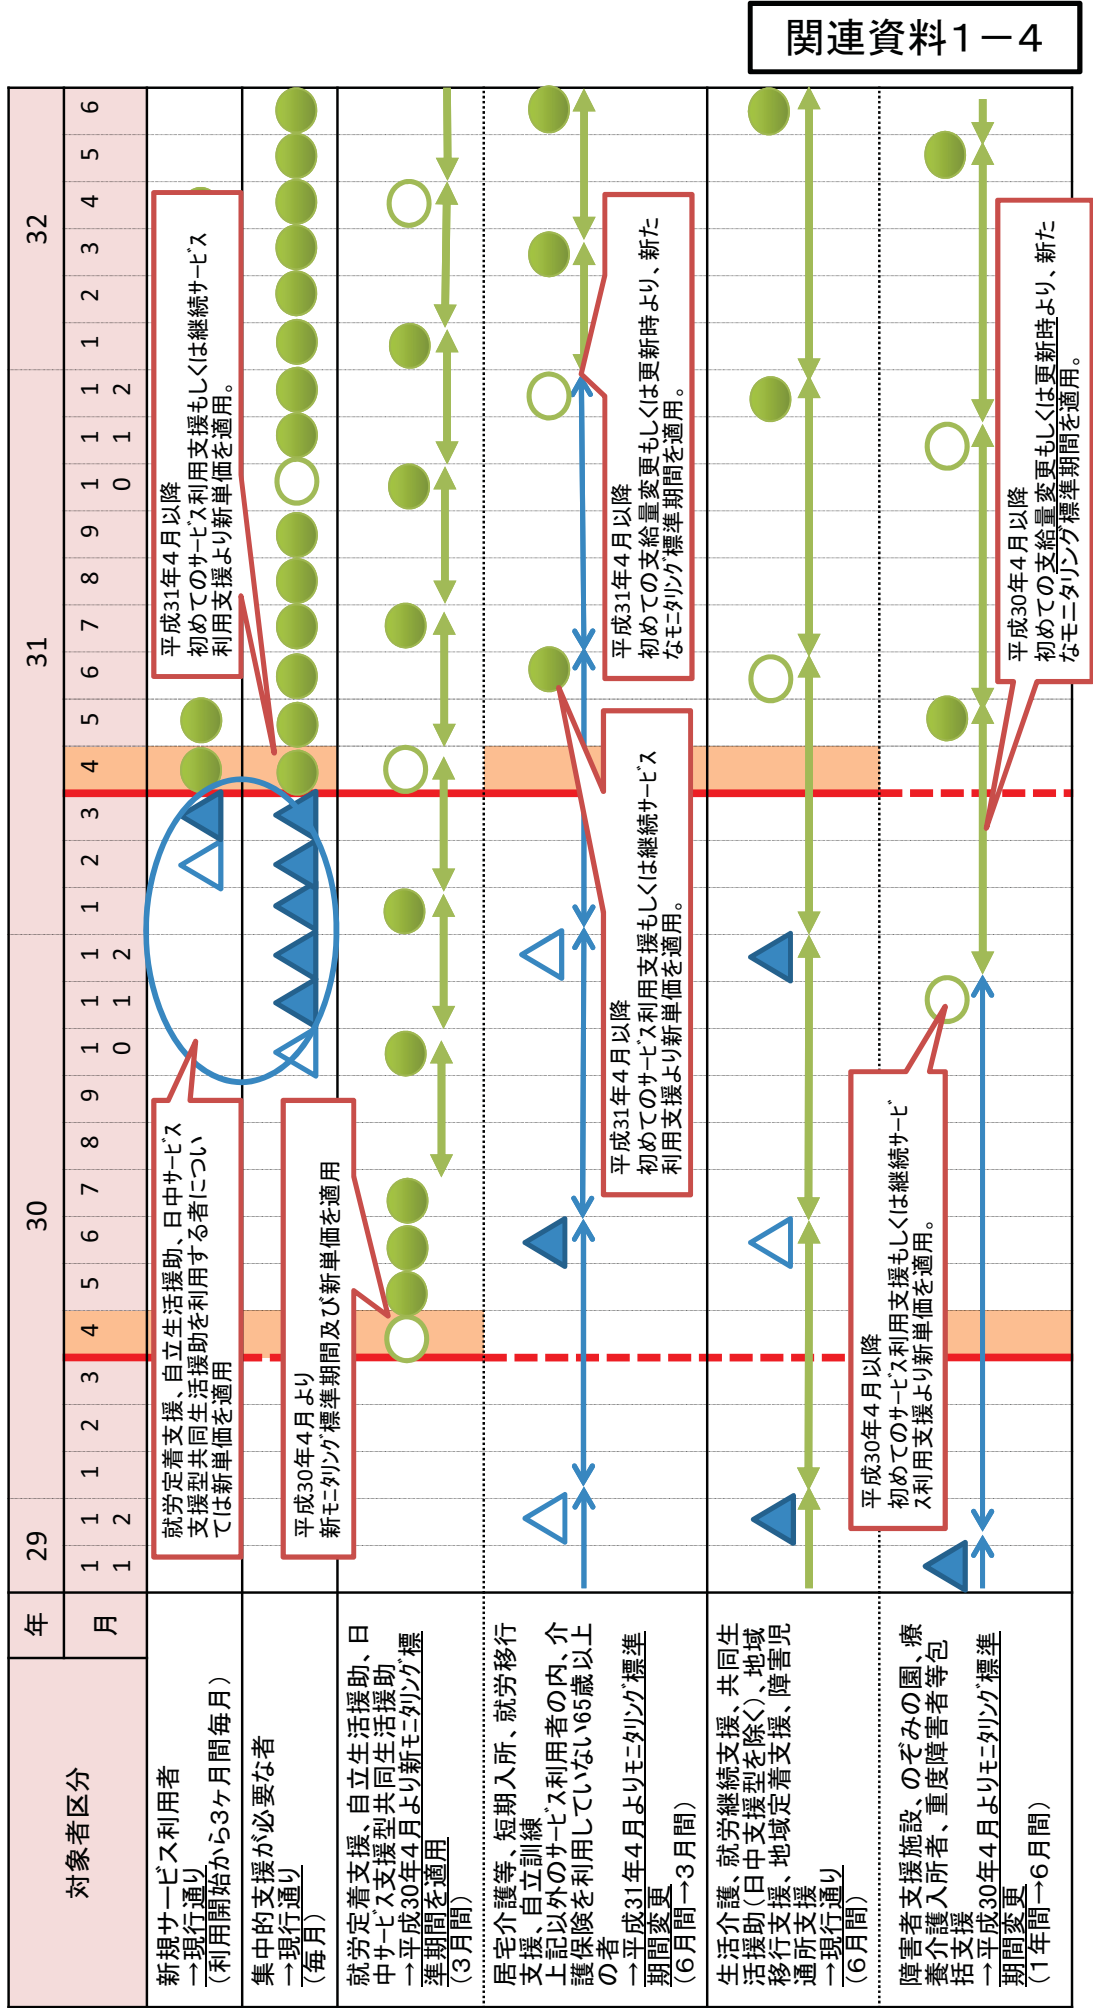 関連資料1－4
対象者区分
年
29
30
31
32
月
11
12
1
2
3
4
5
6
7
8
9
10
11
12
1
2
3
4
5
6
7
8
9
10
11
12
1
2
3
4
5
6
新規サービス利用者
→現行通り
(利用開始から3ヶ月間毎月)
集中的支援が必要な者
→現行通り
(毎月)
就労定着支援、自立生活援助、日
中サービス支援型共同生活援助
→平成30年4月より新モニタリング標
準期間を適用
(3月間)
居宅介護等、短期入所、就労移行
支援、自立訓練
上記以外のサービス利用者の内、介
護保険を利用していない65歳以上
の者
→平成31年4月よりモニタリング標準
期間変更
(6月間→3月間)
生活介護、就労継続支援、共同生
活援助(日中支援型を除く)、地域
移行支援、地域定着支援、障害児
通所支援
→現行通り
(6月間)
障害者支援施設、のぞみの園、療
養介護入所者、重度障害者等包
括支援
→平成30年4月よりモニタリング標準
期間変更
(1年間→6月間)
就労定着支援、自立生活援助、日中サービス
支援型共同生活援助を利用する者につい
ては新単価を適用
平成31年4月以降
初めてのサービス利用支援もしくは継続サービス
利用支援より新単価を適用。
平成30年4月より
新モニタリング標準期間及び新単価を適用
平成31年4月以降
初めてのサービス利用支援もしくは継続サービス
利用支援より新単価を適用。
平成31年4月以降
初めての支給量変更もしくは更新時より、新た
なモニタリング標準期間を適用。
平成30年4月以降
初めてのサービス利用支援もしくは継続サービ
ス利用支援より新単価を適用。
平成30年4月以降
初めての支給量変更もしくは更新時より、新た
なモニタリング標準期間を適用。